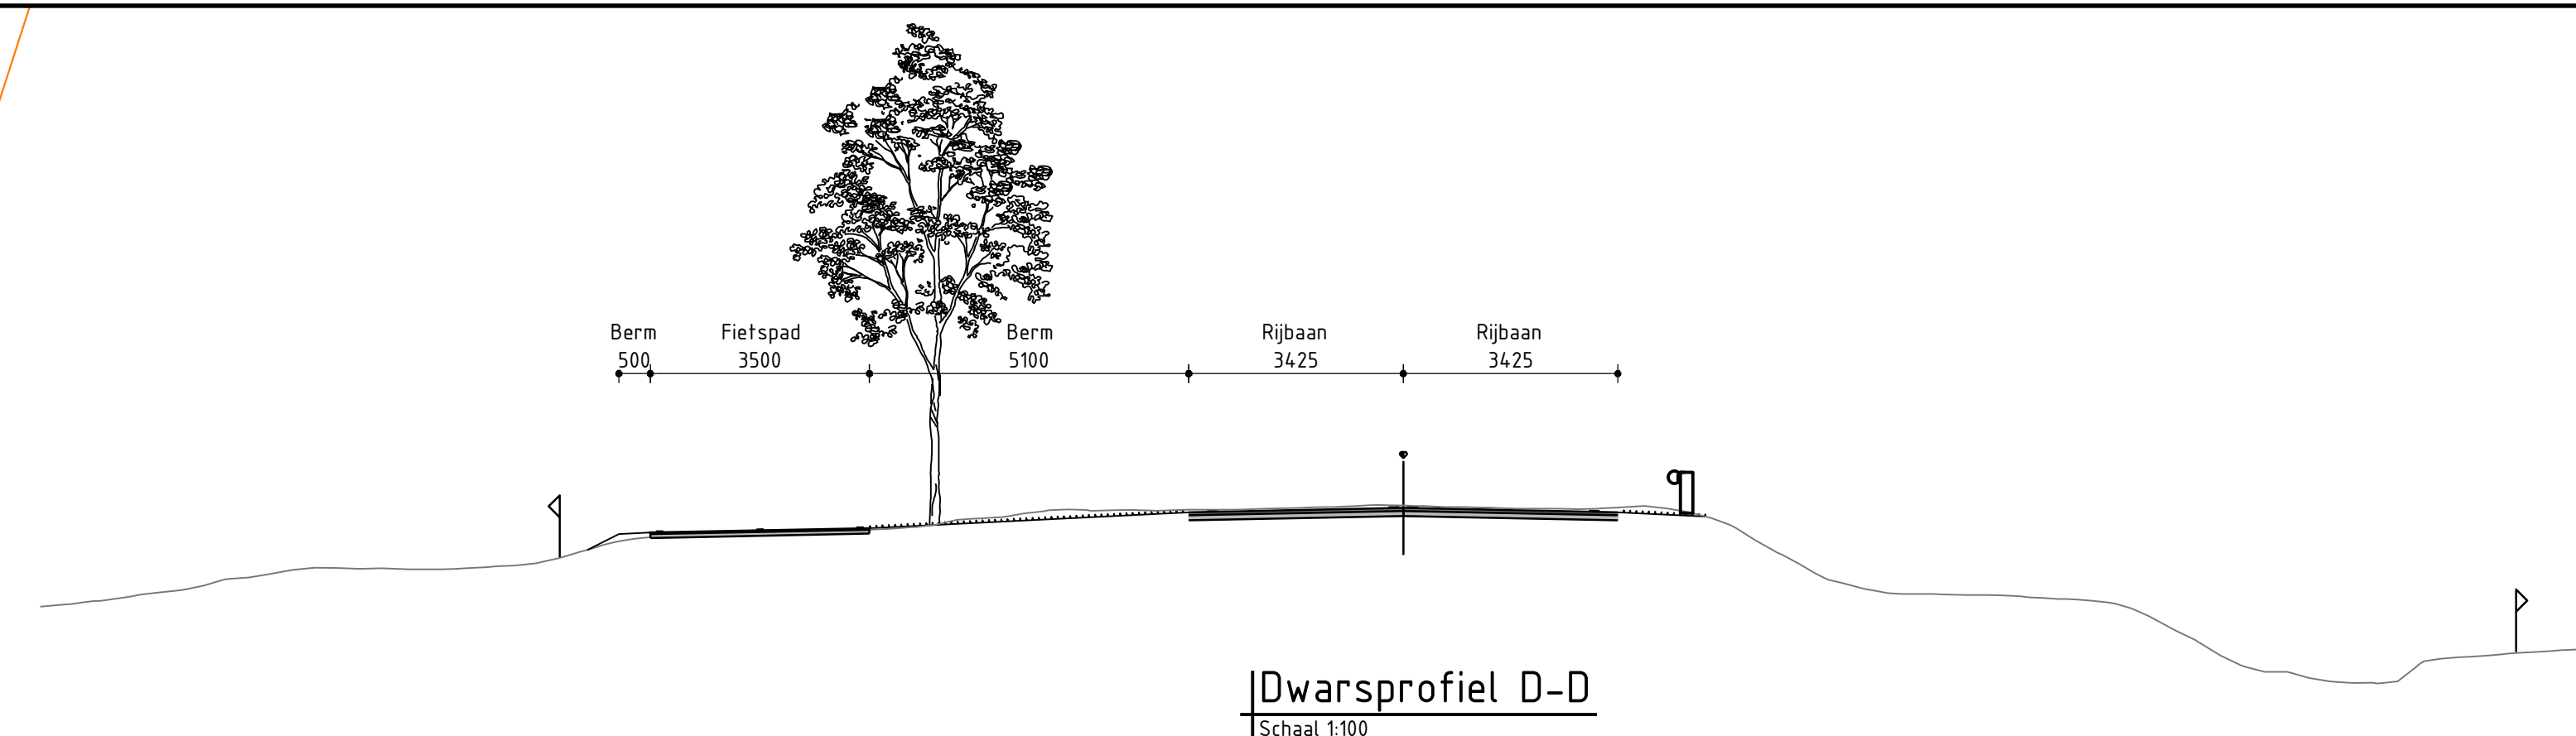 Berm Fietspad Berm Rijbaan Rijbaan
500 3500 5100 3425 3425
Dwarsprofiel D-D
Schaal 1:100